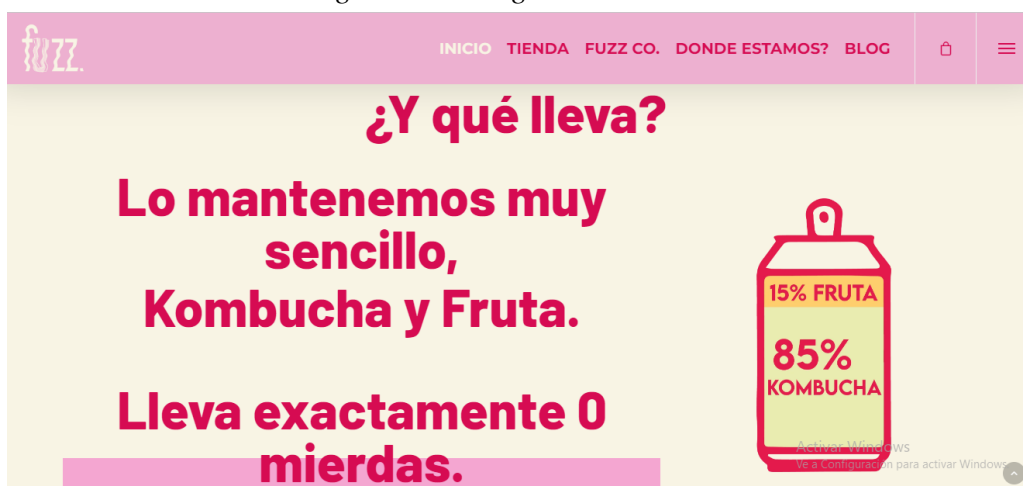 fuzz.
INICIO TIENDA FUZZ CO. DONDE ESTAMOS? BLOG
¿Y qué lleva?
Lo mantenemos muy
sencillo,
Kombucha y Fruta.
Lleva exactamente 0
mierdas.
15% FRUTA
85%
KOMBUCHA
Activar Windows
Ve a Configuración para activar Windows.